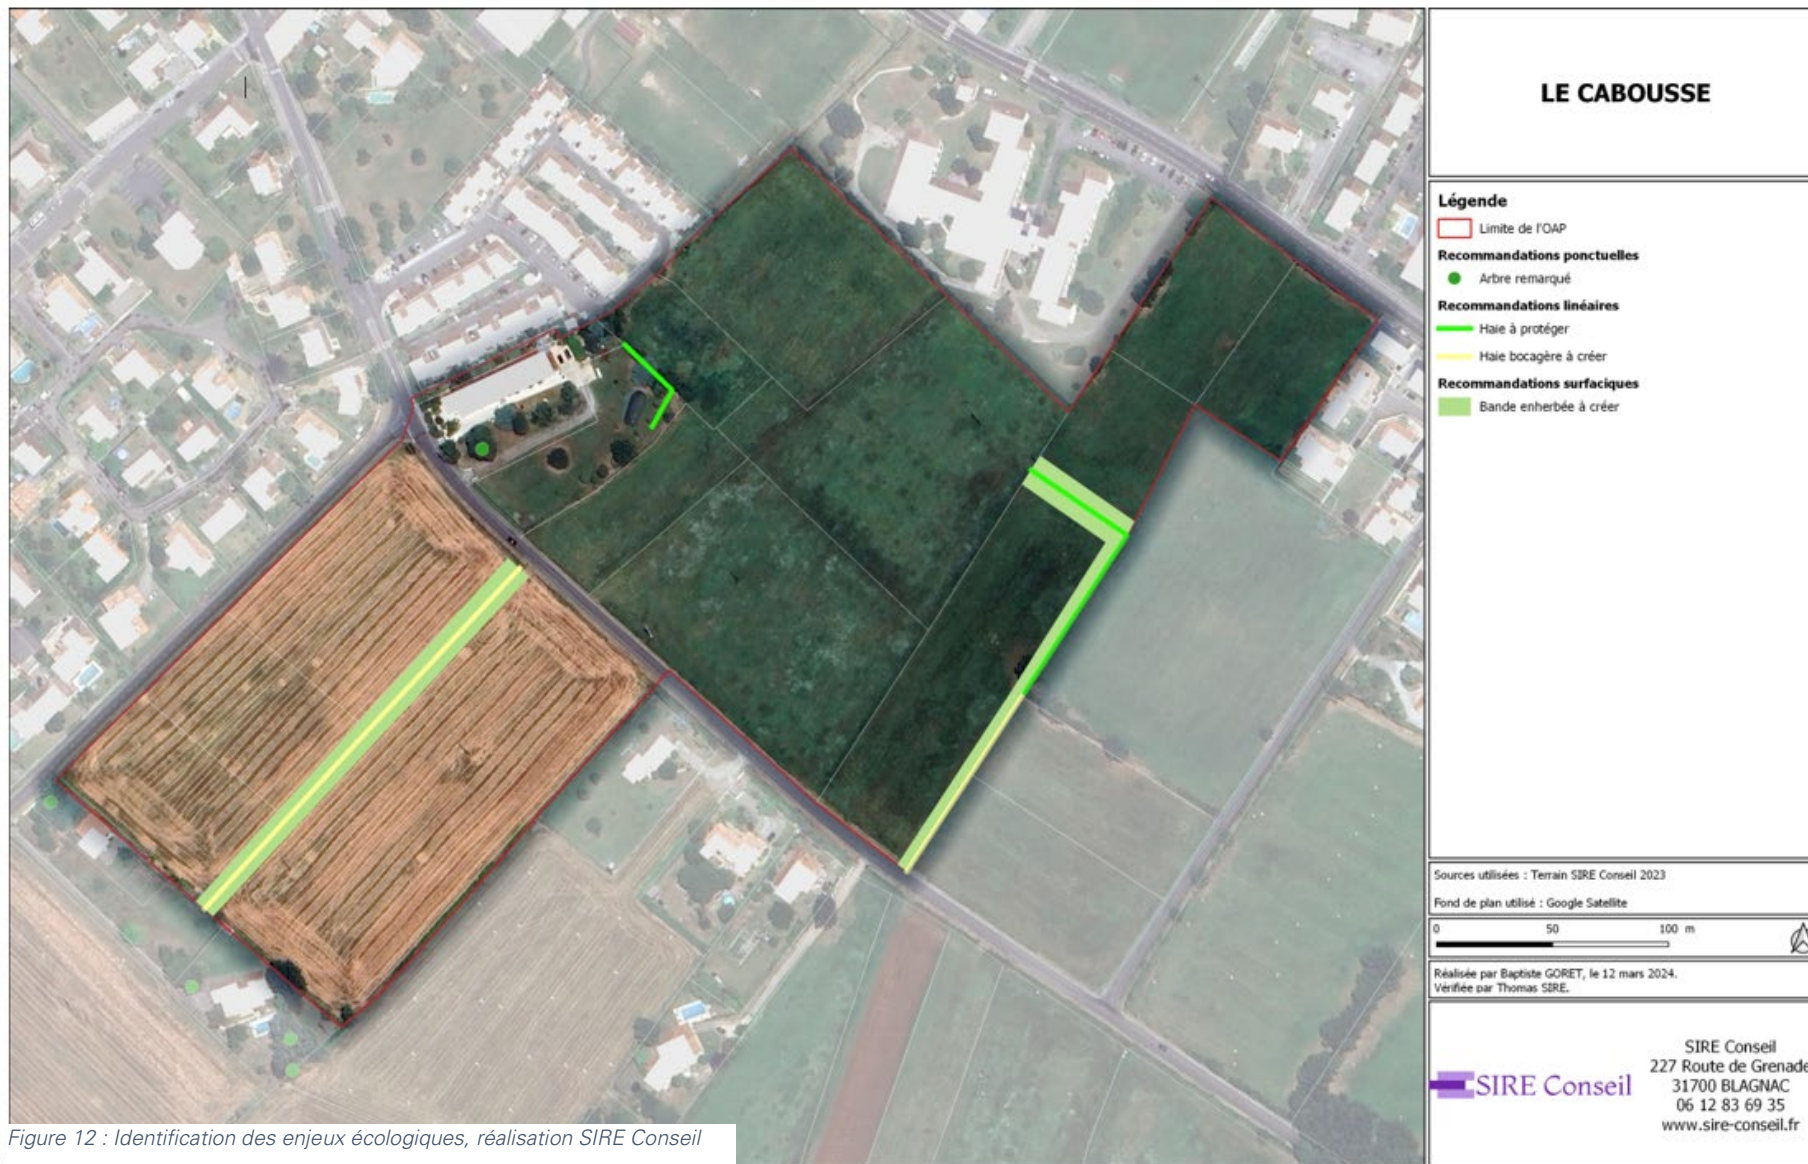 LE CABOUSSE
Légende
Limite de l'OAP
Recommandations ponctuelles
Arbre remarqué
Recommandations linéaires
Haie à protéger
Haie bocagère à créer
Recommandations surfaciques
Bande enherbée à créer
Sources utilisées : Terrain SIRE Conseil 2023
Fond de plan utilisé : Google Satellite
0 50 100 m
Réalisée par Baptiste GORET, le 12 mars 2024.
Vérifiée par Thomas SIRE.
SIRE Conseil
SIRE Conseil
227 Route de Grenade
31700 BLAGNAC
06 12 83 69 35
www.sire-conseil.fr
Figure 12 : Identification des enjeux écologiques, réalisation SIRE Conseil